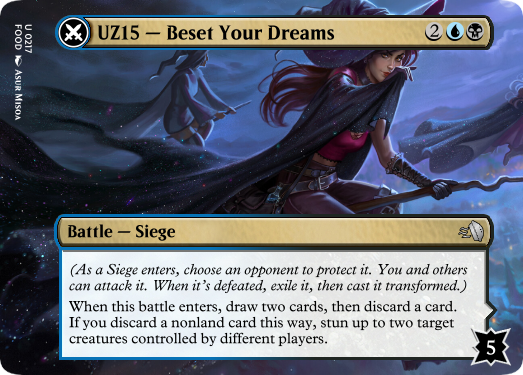 UZ15 — Beset Your Dreams
2
U 0217
FOOD Asur Misoa
Battle — Siege
(As a Siege enters, choose an opponent to protect it. You and others
can attack it. When it's defeated, exile it, then cast it transformed.)
When this battle enters, draw two cards, then discard a card.
If you discard a nonland card this way, stun up to two target
creatures controlled by different players.
5